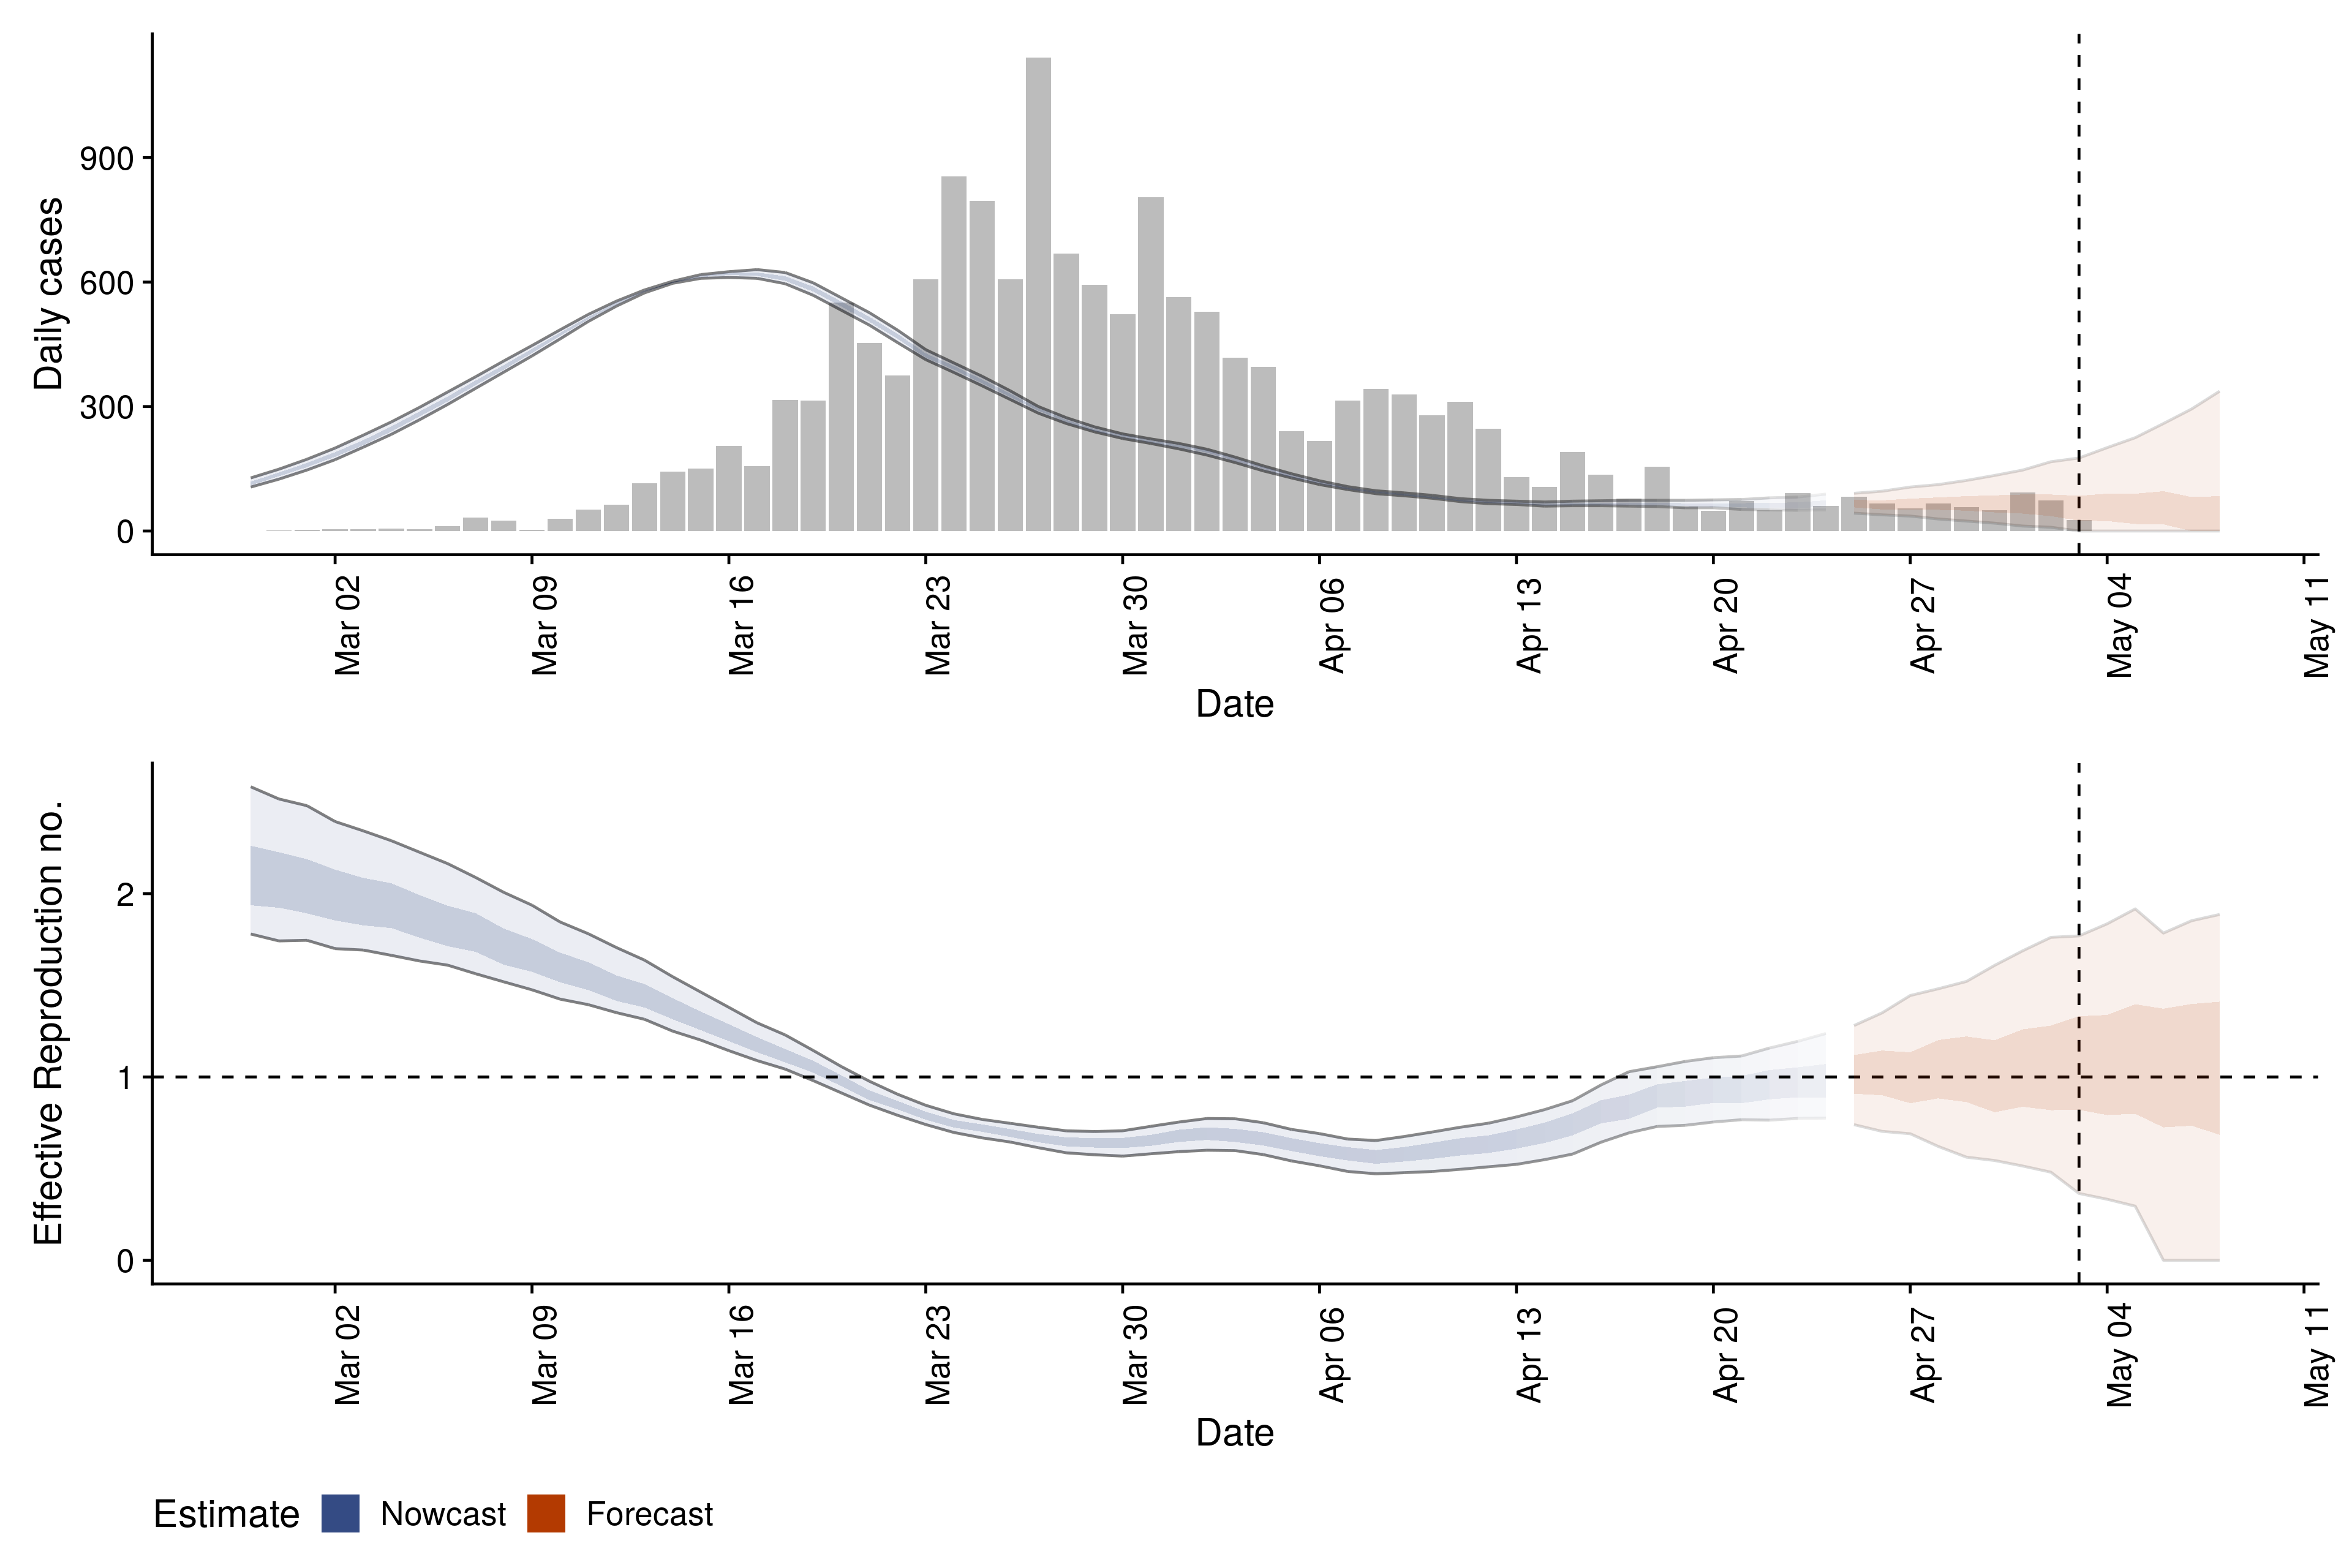 Daily cases
900
600
300
0
Mar 02
Mar 09
Mar 16
Mar 23
Mar 30
Apr 06
Apr 13
Apr 20
Apr 27
May 04
May 11
Date
Effective Reproduction no.
2
1
0
Mar 02
Mar 09
Mar 16
Mar 23
Mar 30
Apr 06
Apr 13
Apr 20
Apr 27
May 04
May 11
Date
Estimate Nowcast Forecast